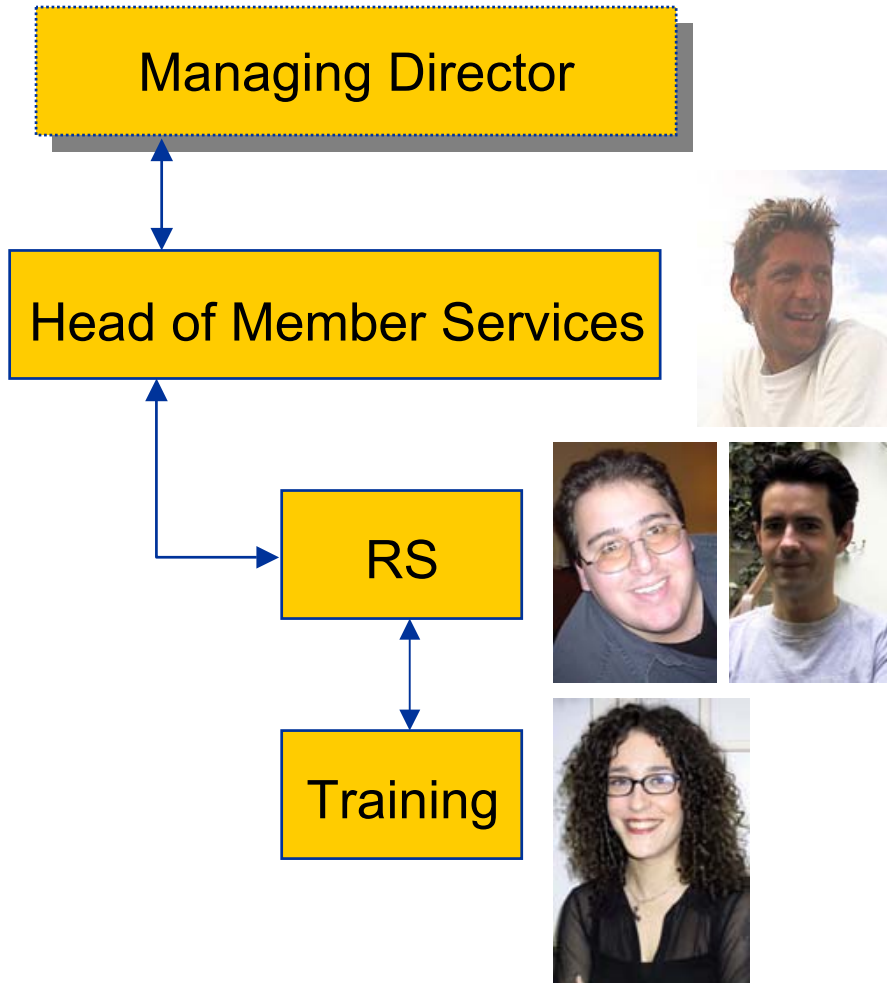 Managing Director
Head of Member Services
RS
Training